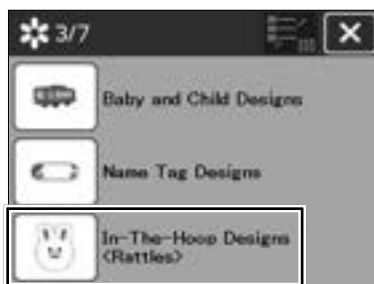 3/7
Baby and Child Designs
Name Tag Designs
In-The-Hoop Designs
<Rattles>